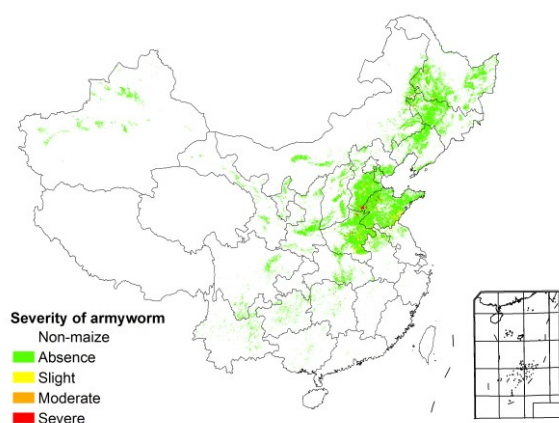 Severity of armyworm
Non-maize
Absence
Slight
Moderate
Severe